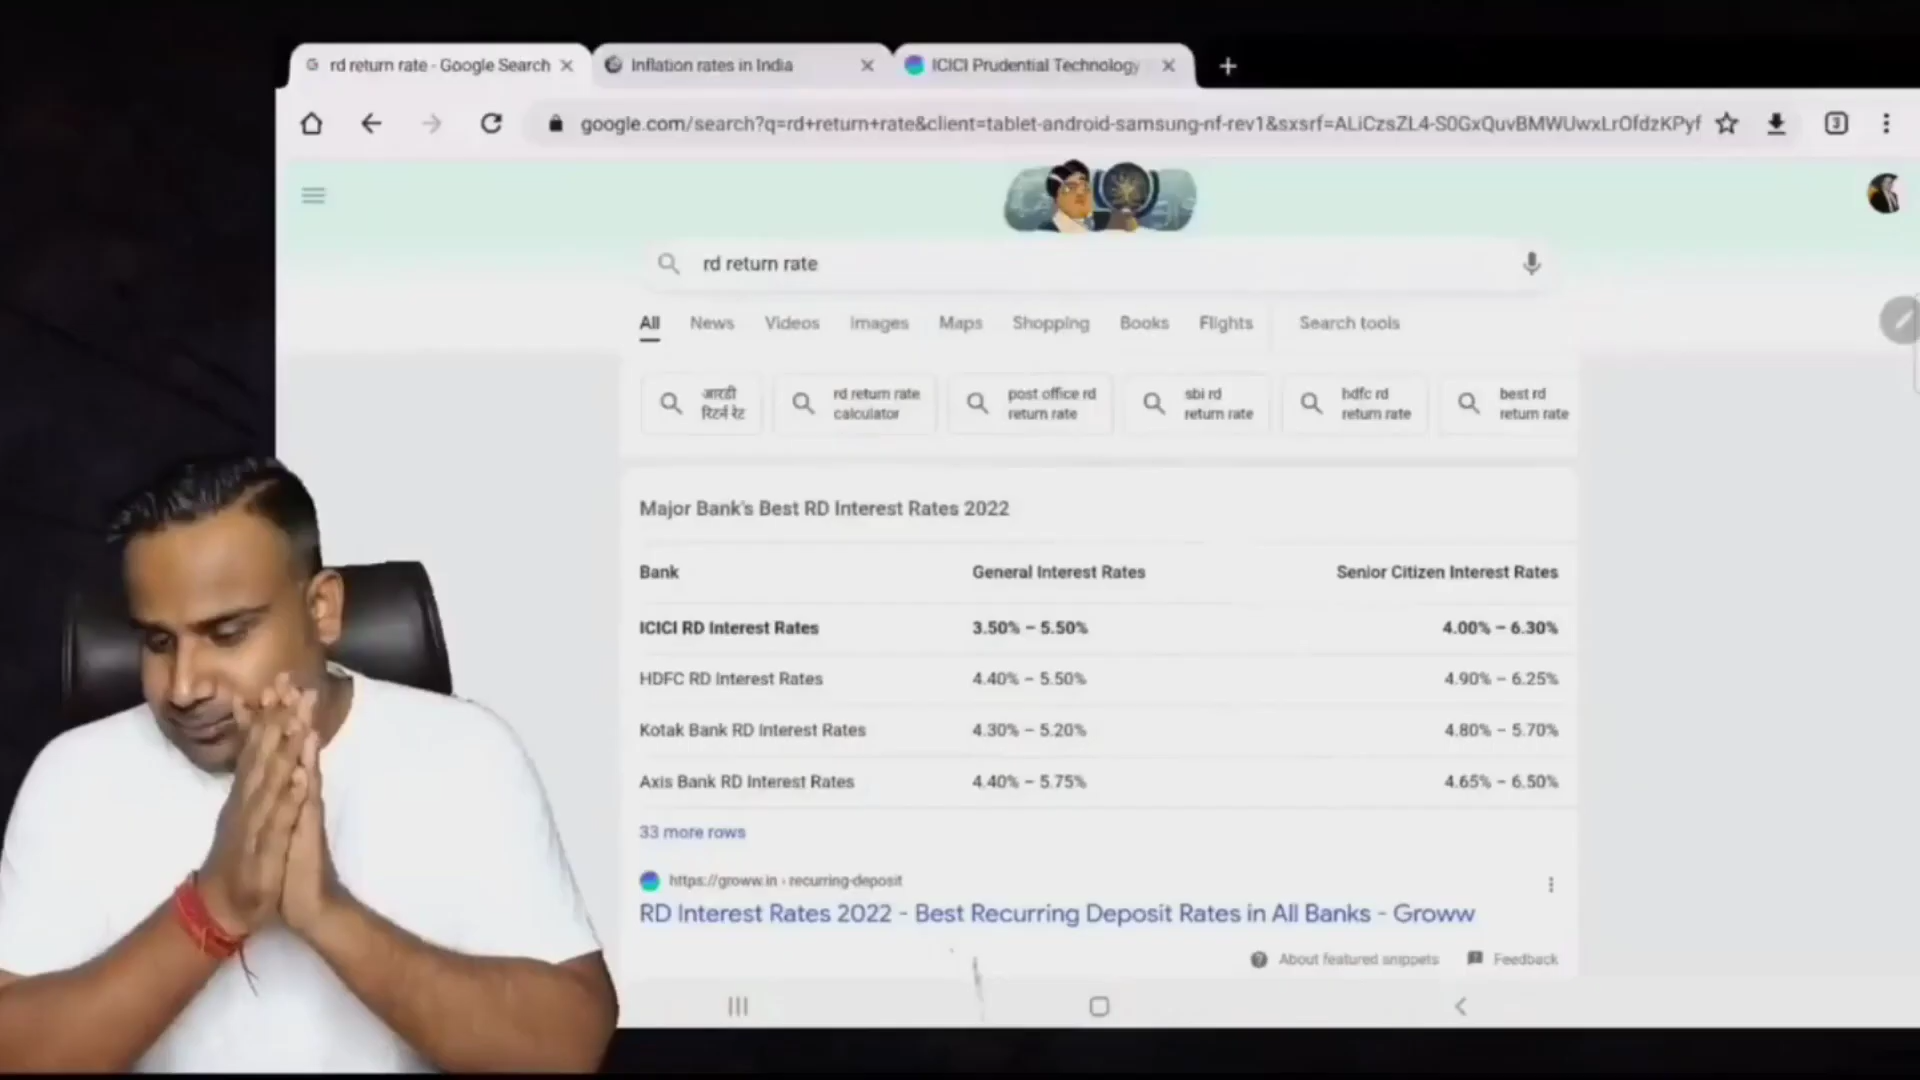 rd return rate - Google Search
Inflation rates in India
ICICI Prudential Technology
google.com/search?q=rd+return+rate&client=tablet-android-samsung-nf-rev1&sxsrf=ALiCzsZL4-S0GxQuvBMWUwxLrOfdzKPyf
3
rd return rate
All News Videos Images Maps Shopping Books Flights Search tools
आरडी रिटर्न रेट
rd return rate calculator
post office rd return rate
sbi rd return rate
hdfc rd return rate
best rd return rate
Major Bank's Best RD Interest Rates 2022
Bank General Interest Rates Senior Citizen Interest Rates
ICICI RD Interest Rates 3.50% – 5.50% 4.00% – 6.30%
HDFC RD Interest Rates 4.40% – 5.50% 4.90% – 6.25%
Kotak Bank RD Interest Rates 4.30% – 5.20% 4.80% – 5.70%
Axis Bank RD Interest Rates 4.40% – 5.75% 4.65% – 6.50%
33 more rows
https://groww.in › recurring-deposit
RD Interest Rates 2022 - Best Recurring Deposit Rates in All Banks - Groww
About featured snippets Feedback